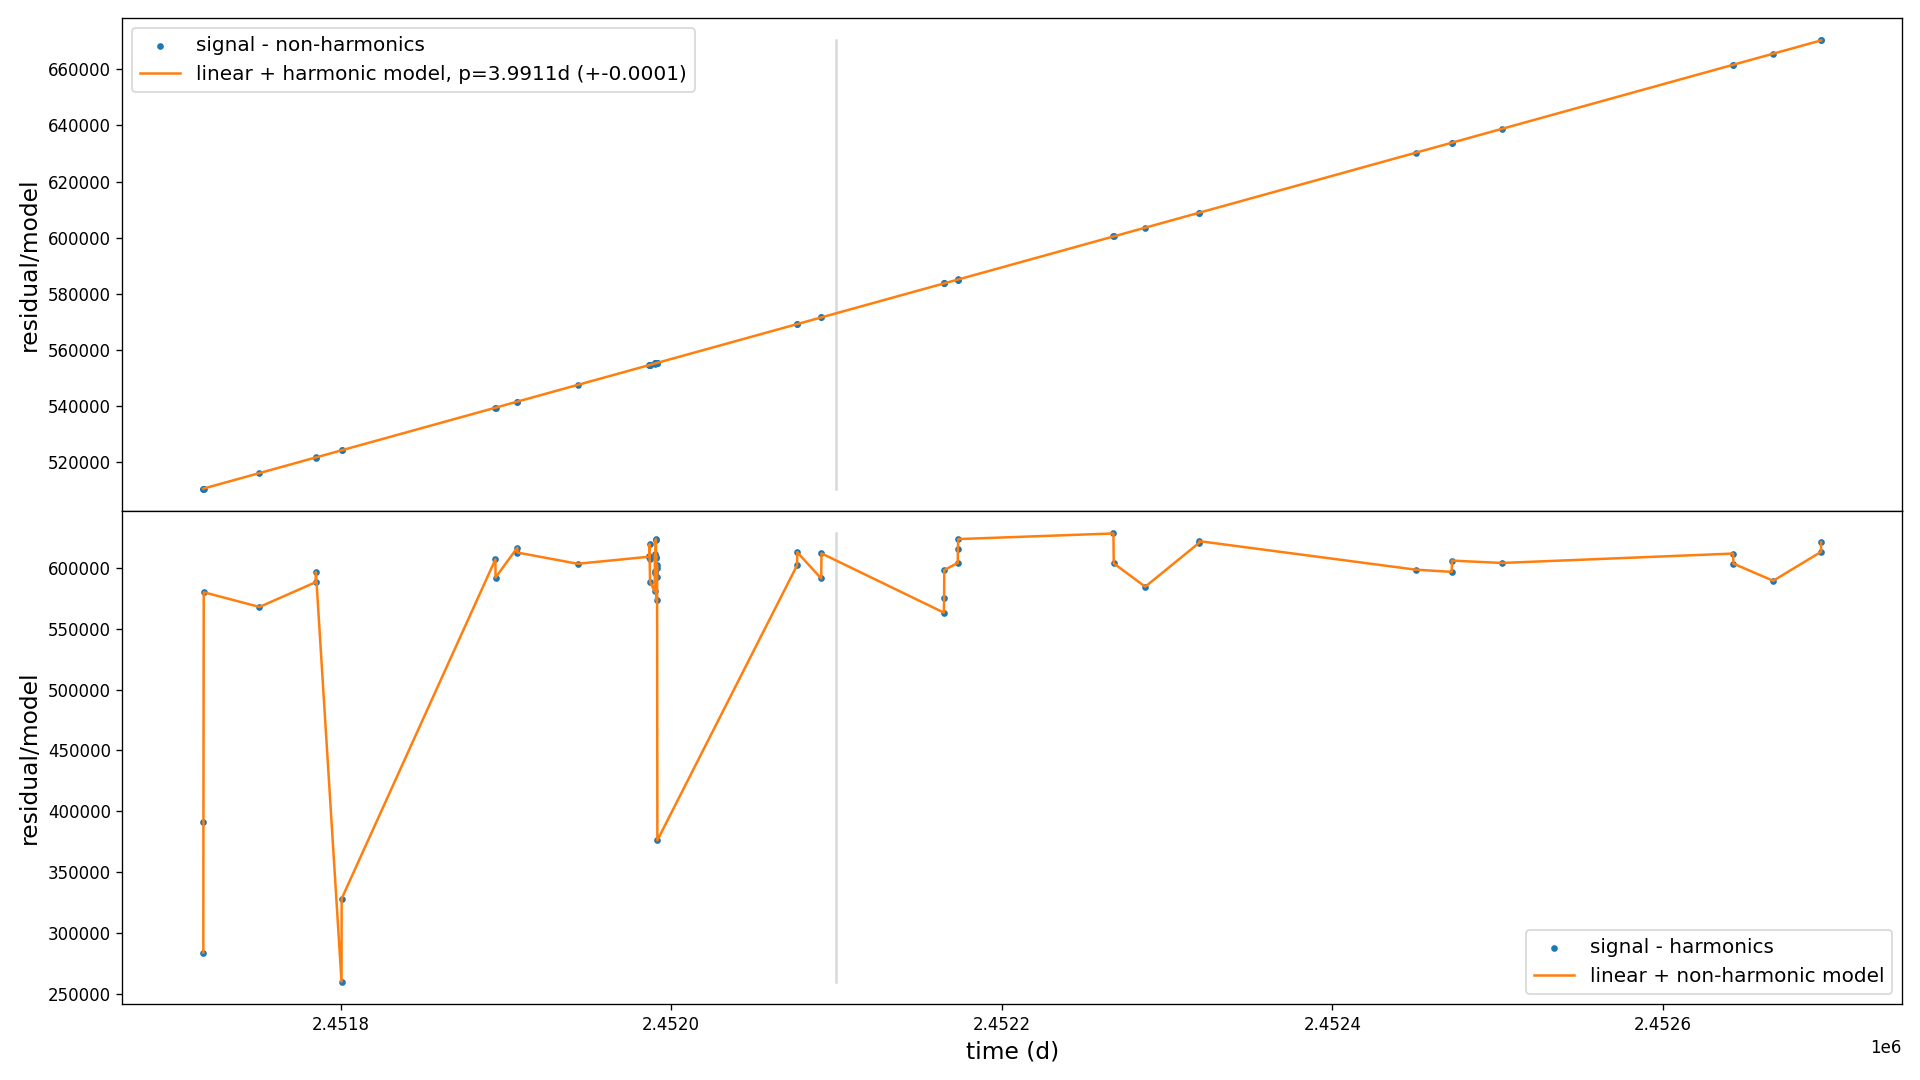 signal - non-harmonics
linear + harmonic model, p=3.9911d (+-0.0001)
residual/model
660000
640000
620000
600000
580000
560000
540000
520000
residual/model
600000
550000
500000
450000
400000
350000
300000
250000
signal - harmonics
linear + non-harmonic model
2.4518
2.4520
2.4522
2.4524
2.4526
time (d)
1e6